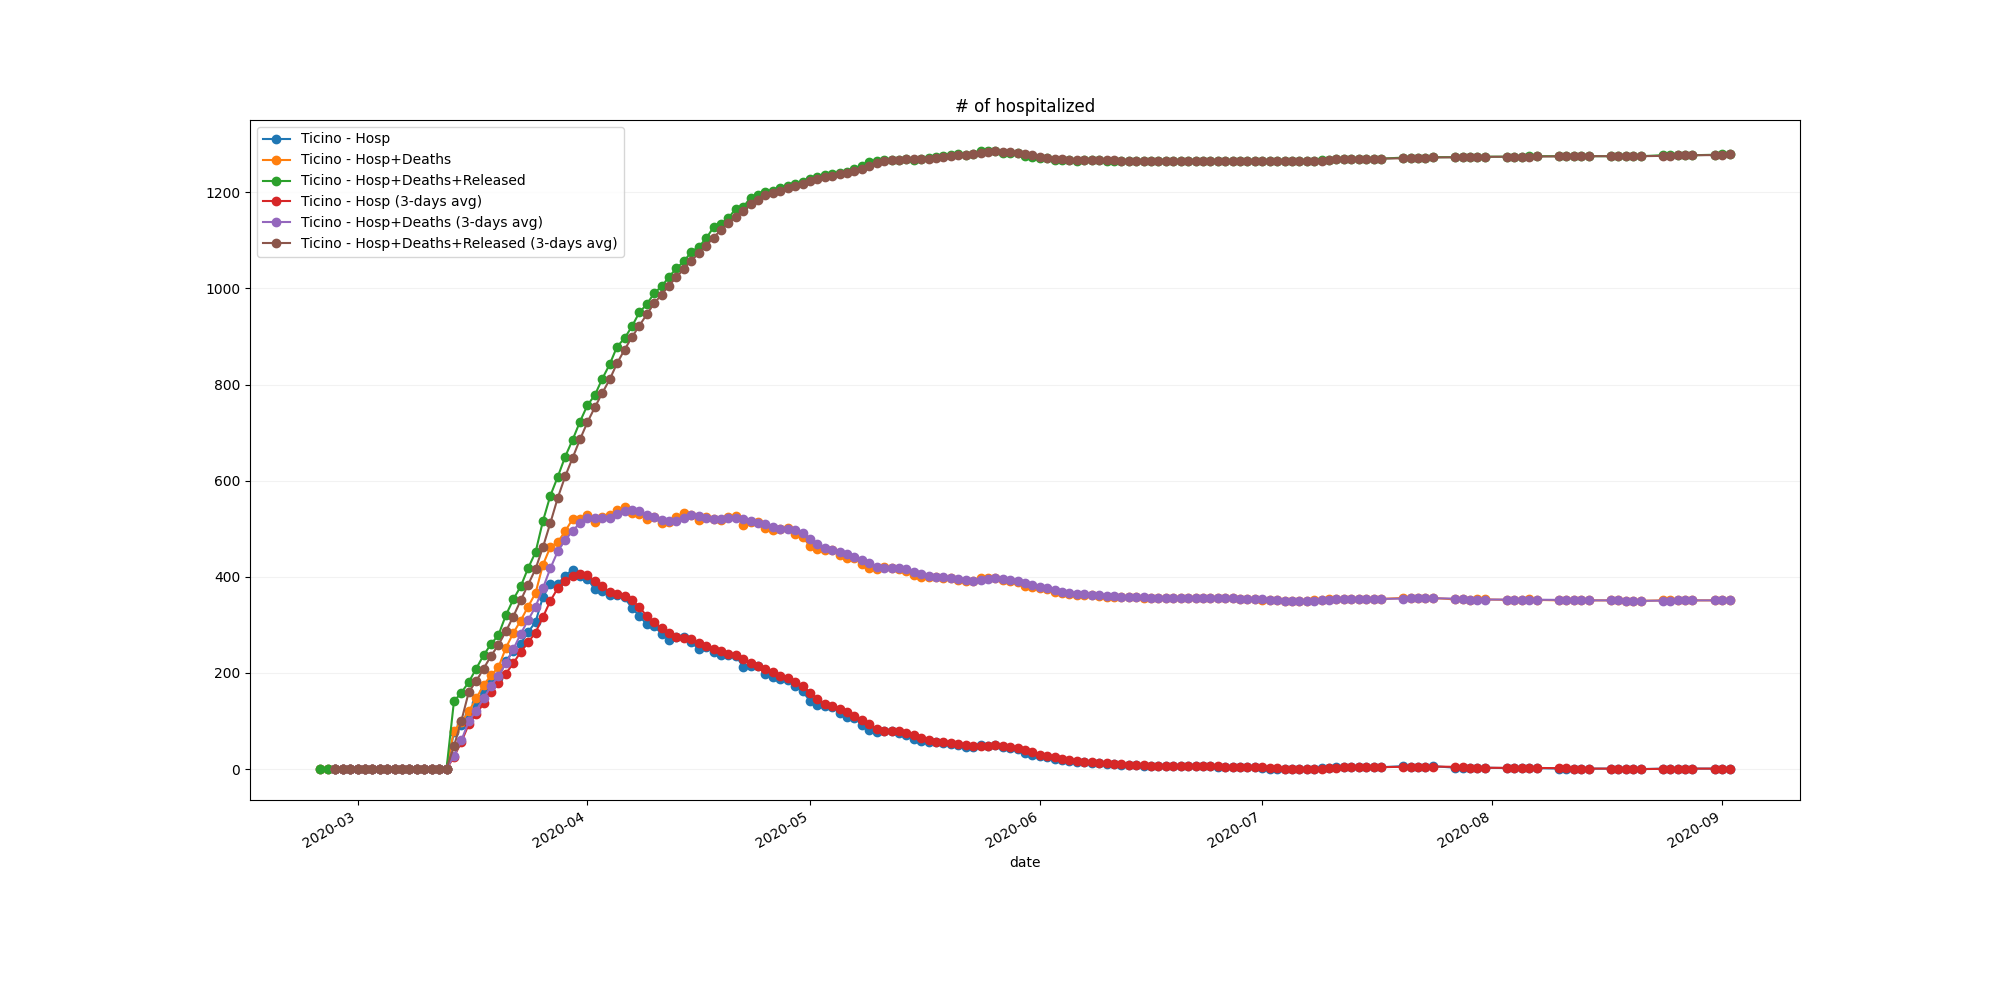 # of hospitalized
Ticino - Hosp
Ticino - Hosp+Deaths
Ticino - Hosp+Deaths+Released
Ticino - Hosp (3-days avg)
Ticino - Hosp+Deaths (3-days avg)
Ticino - Hosp+Deaths+Released (3-days avg)
1200
1000
800
600
400
200
0
2020-03
2020-04
2020-05
2020-06
2020-07
2020-08
2020-09
date